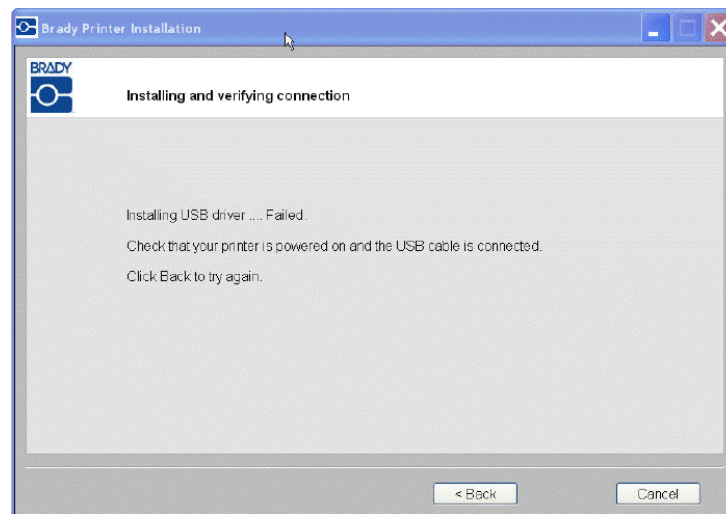 Brady Printer Installation
BRADY
Installing and verifying connection
Installing USB driver .... Failed.
Check that your printer is powered on and the USB cable is connected.
Click Back to try again.
< Back
Cancel